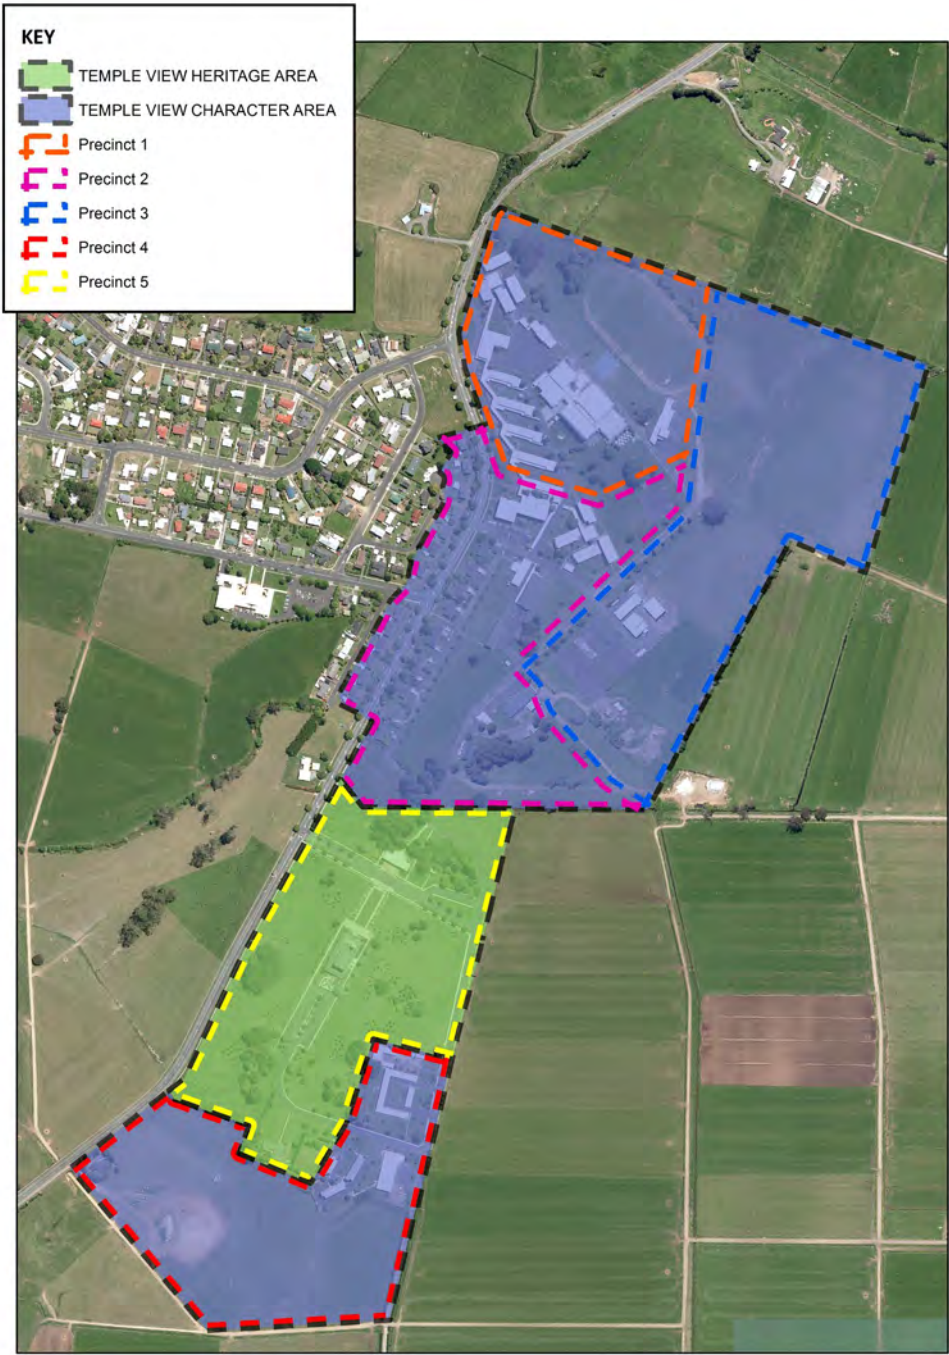 KEY
TEMPLE VIEW HERITAGE AREA
TEMPLE VIEW CHARACTER AREA
Precinct 1
Precinct 2
Precinct 3
Precinct 4
Precinct 5